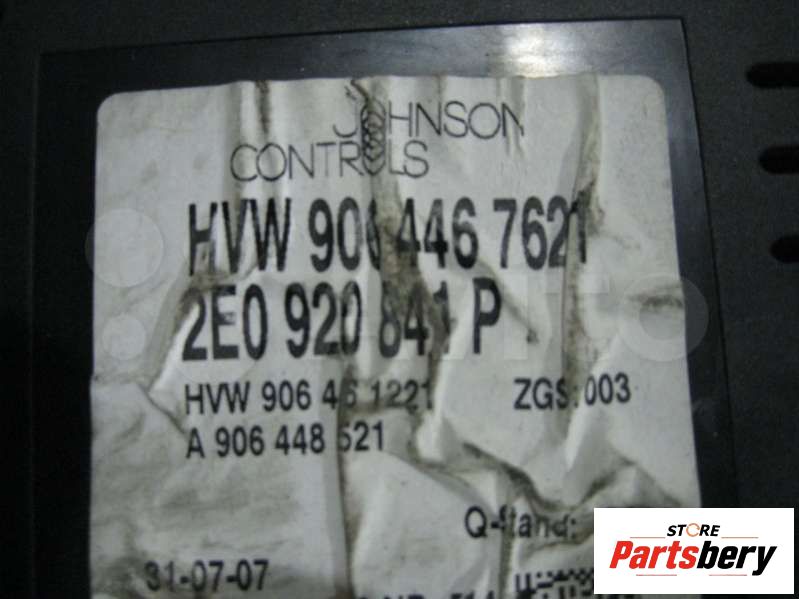 JOHNSON
CONTROLS
HVW 906 446 7621
2E0 920 841 P
HVW 906 461 1221 ZGS:003
A 906 448 521
Q-Stand:
31-07-07
STORE
Partsbery